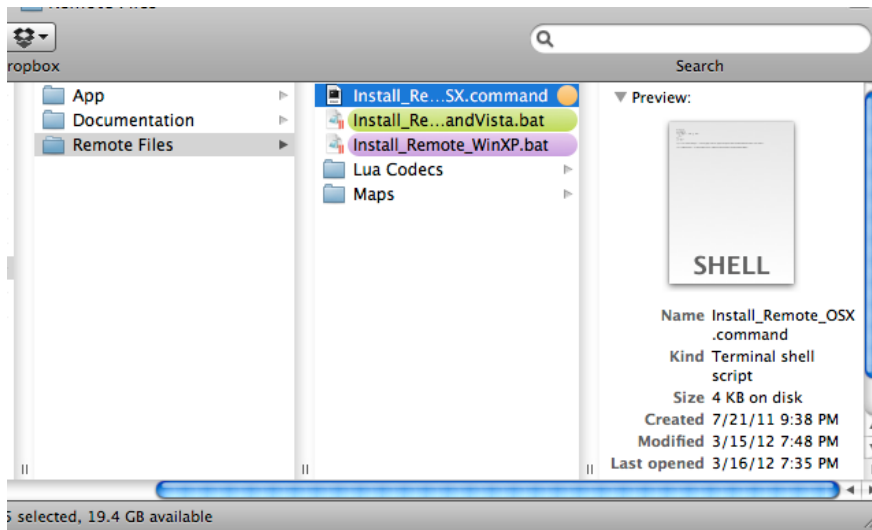 Remote Files
ropbox
Search
App
Documentation
Remote Files
Install_Re...SX.command
Install_Re...andVista.bat
Install_Remote_WinXP.bat
Lua Codecs
Maps
Preview:
SHELL
Name Install_Remote_OSX
.command
Kind Terminal shell
script
Size 4 KB on disk
Created 7/21/11 9:38 PM
Modified 3/15/12 7:48 PM
Last opened 3/16/12 7:35 PM
selected, 19.4 GB available